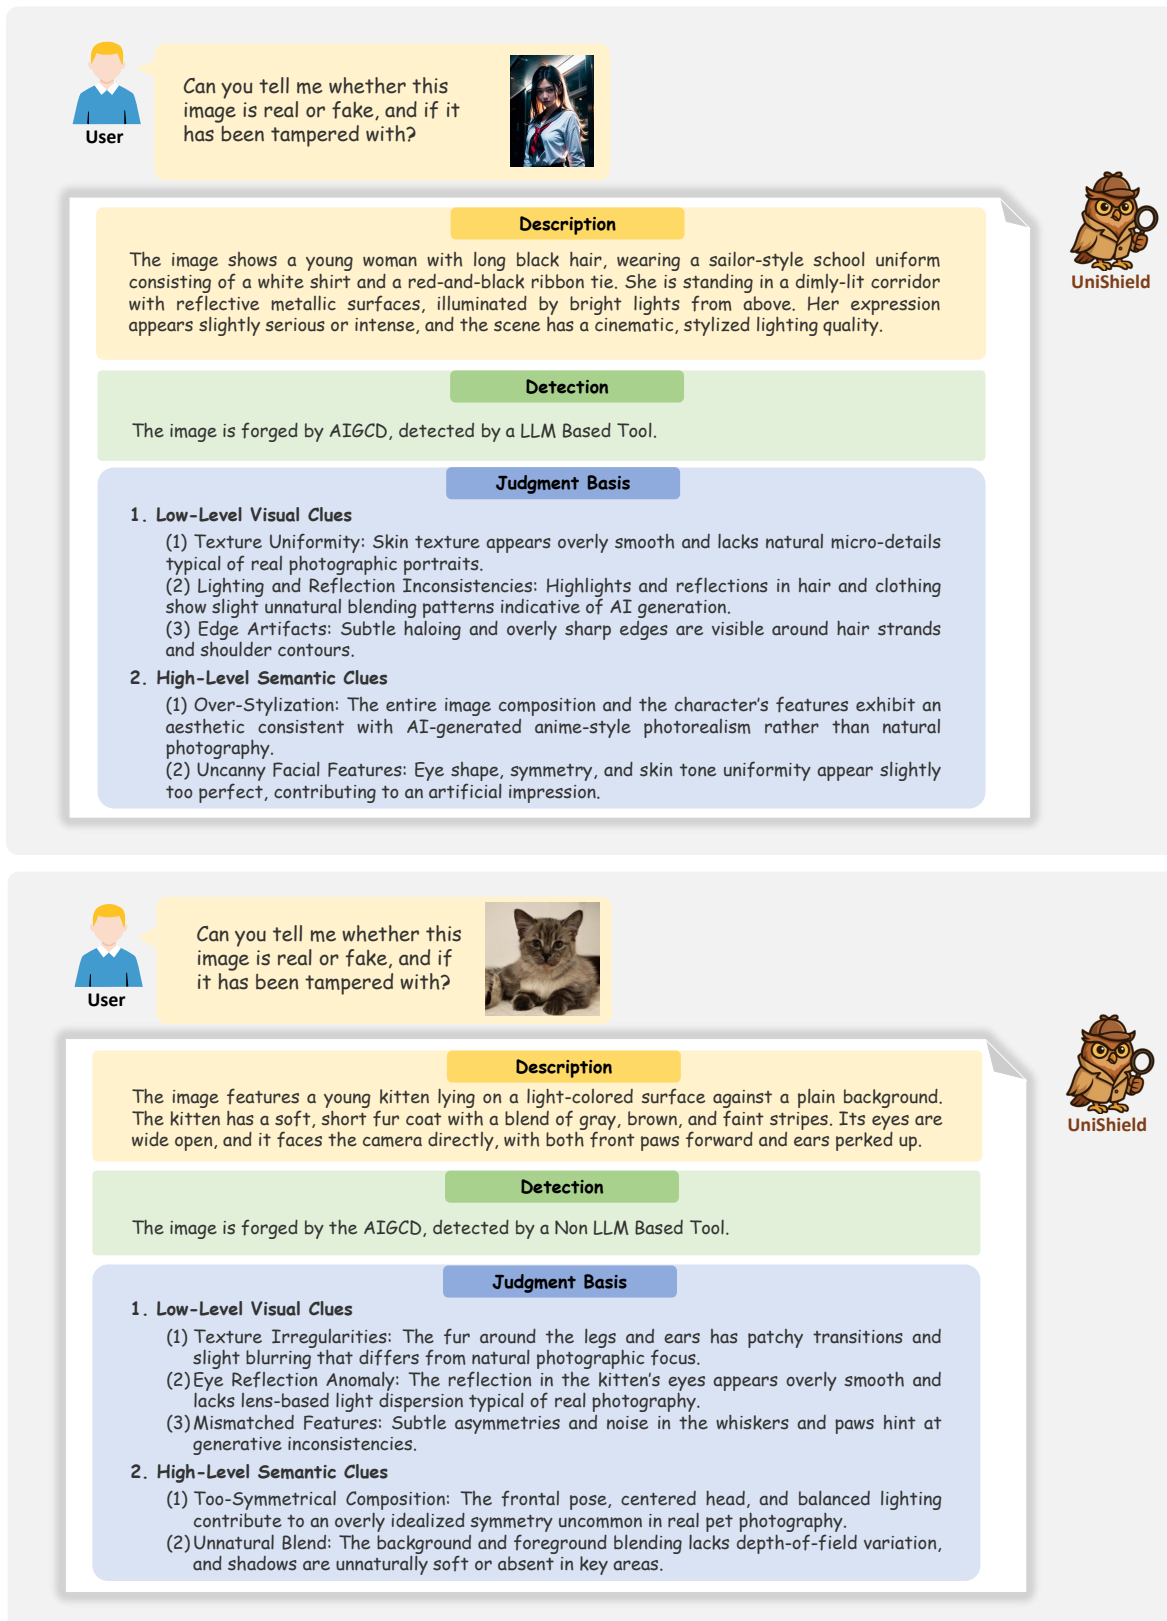 Can you tell me whether this
image is real or fake, and if it
has been tampered with?
User
UniShield
Description
The image shows a young woman with long black hair, wearing a sailor-style school uniform
consisting of a white shirt and a red-and-black ribbon tie. She is standing in a dimly-lit corridor
with reflective metallic surfaces, illuminated by bright lights from above. Her expression
appears slightly serious or intense, and the scene has a cinematic, stylized lighting quality.
Detection
The image is forged by AIGCD, detected by a LLM Based Tool.
Judgment Basis
1. Low-Level Visual Clues
(1) Texture Uniformity: Skin texture appears overly smooth and lacks natural micro-details
typical of real photographic portraits.
(2) Lighting and Reflection Inconsistencies: Highlights and reflections in hair and clothing
show slight unnatural blending patterns indicative of AI generation.
(3) Edge Artifacts: Subtle haloing and overly sharp edges are visible around hair strands
and shoulder contours.
2. High-Level Semantic Clues
(1) Over-Stylization: The entire image composition and the character's features exhibit an
aesthetic consistent with AI-generated anime-style photorealism rather than natural
photography.
(2) Uncanny Facial Features: Eye shape, symmetry, and skin tone uniformity appear slightly
too perfect, contributing to an artificial impression.
Can you tell me whether this
image is real or fake, and if
it has been tampered with?
User
UniShield
Description
The image features a young kitten lying on a light-colored surface against a plain background.
The kitten has a soft, short fur coat with a blend of gray, brown, and faint stripes. Its eyes are
wide open, and it faces the camera directly, with both front paws forward and ears perked up.
Detection
The image is forged by the AIGCD, detected by a Non LLM Based Tool.
Judgment Basis
1. Low-Level Visual Clues
(1) Texture Irregularities: The fur around the legs and ears has patchy transitions and
slight blurring that differs from natural photographic focus.
(2) Eye Reflection Anomaly: The reflection in the kitten's eyes appears overly smooth and
lacks lens-based light dispersion typical of real photography.
(3) Mismatched Features: Subtle asymmetries and noise in the whiskers and paws hint at
generative inconsistencies.
2. High-Level Semantic Clues
(1) Too-Symmetrical Composition: The frontal pose, centered head, and balanced lighting
contribute to an overly idealized symmetry uncommon in real pet photography.
(2) Unnatural Blend: The background and foreground blending lacks depth-of-field variation,
and shadows are unnaturally soft or absent in key areas.